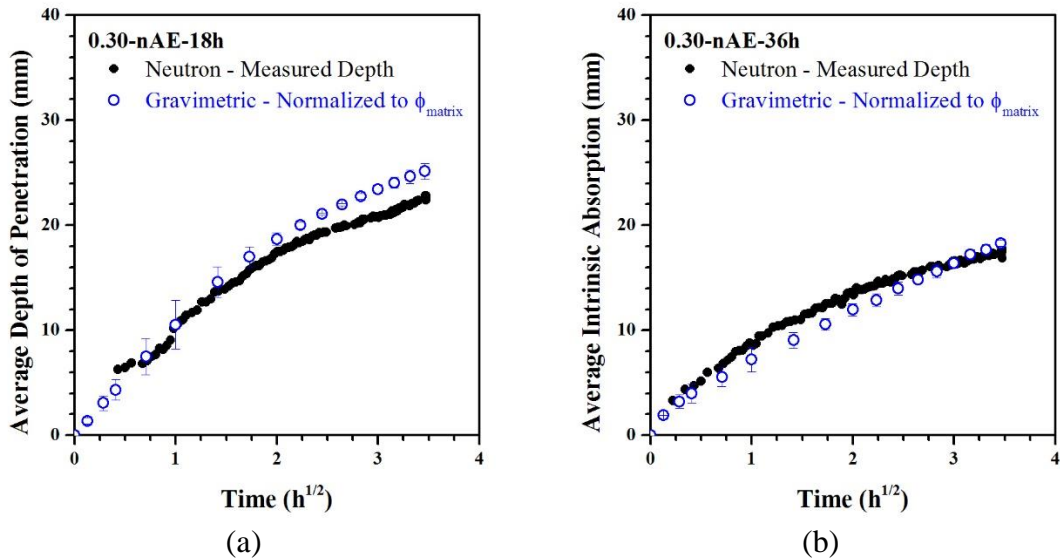 0.30-nAE-18h
Neutron - Measured Depth
Gravimetric - Normalized to ϕmatrix
Average Depth of Penetration (mm)
40
30
20
10
0
0 1 2 3 4
Time (h1/2)
(a)
0.30-nAE-36h
Neutron - Measured Depth
Gravimetric - Normalized to ϕmatrix
Average Intrinsic Absorption (mm)
40
30
20
10
0
0 1 2 3 4
Time (h1/2)
(b)